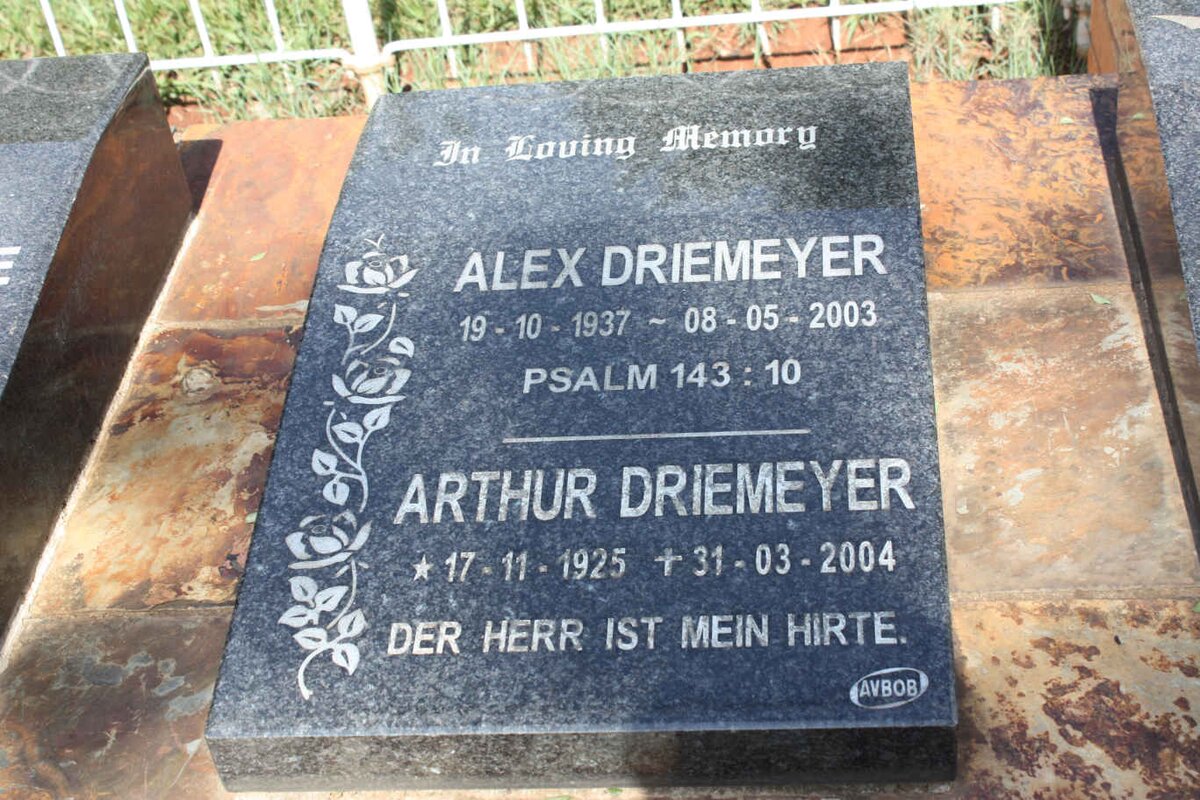 In Loving Memory
ALEX DRIEMEYER
19 - 10 - 1937 ~ 08 - 05 - 2003
PSALM 143 : 10
ARTHUR DRIEMEYER
★ 17 - 11 - 1925 ✝ 31 - 03 - 2004
DER HERR IST MEIN HIRTE.
AVBOB
E